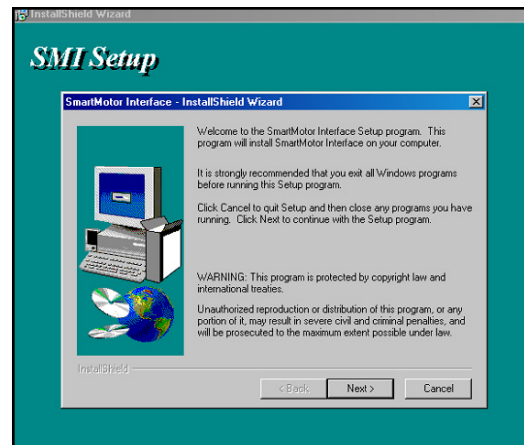 InstallShield Wizard
SMI Setup
SmartMotor Interface - InstallShield Wizard
Welcome to the SmartMotor Interface Setup program. This
program will install SmartMotor Interface on your computer.
It is strongly recommended that you exit all Windows programs
before running this Setup program.
Click Cancel to quit Setup and then close any programs you have
running. Click Next to continue with the Setup program.
WARNING: This program is protected by copyright law and
international treaties.
Unauthorized reproduction or distribution of this program, or any
portion of it, may result in severe civil and criminal penalties, and
will be prosecuted to the maximum extent possible under law.
InstallShield
< Back Next > Cancel